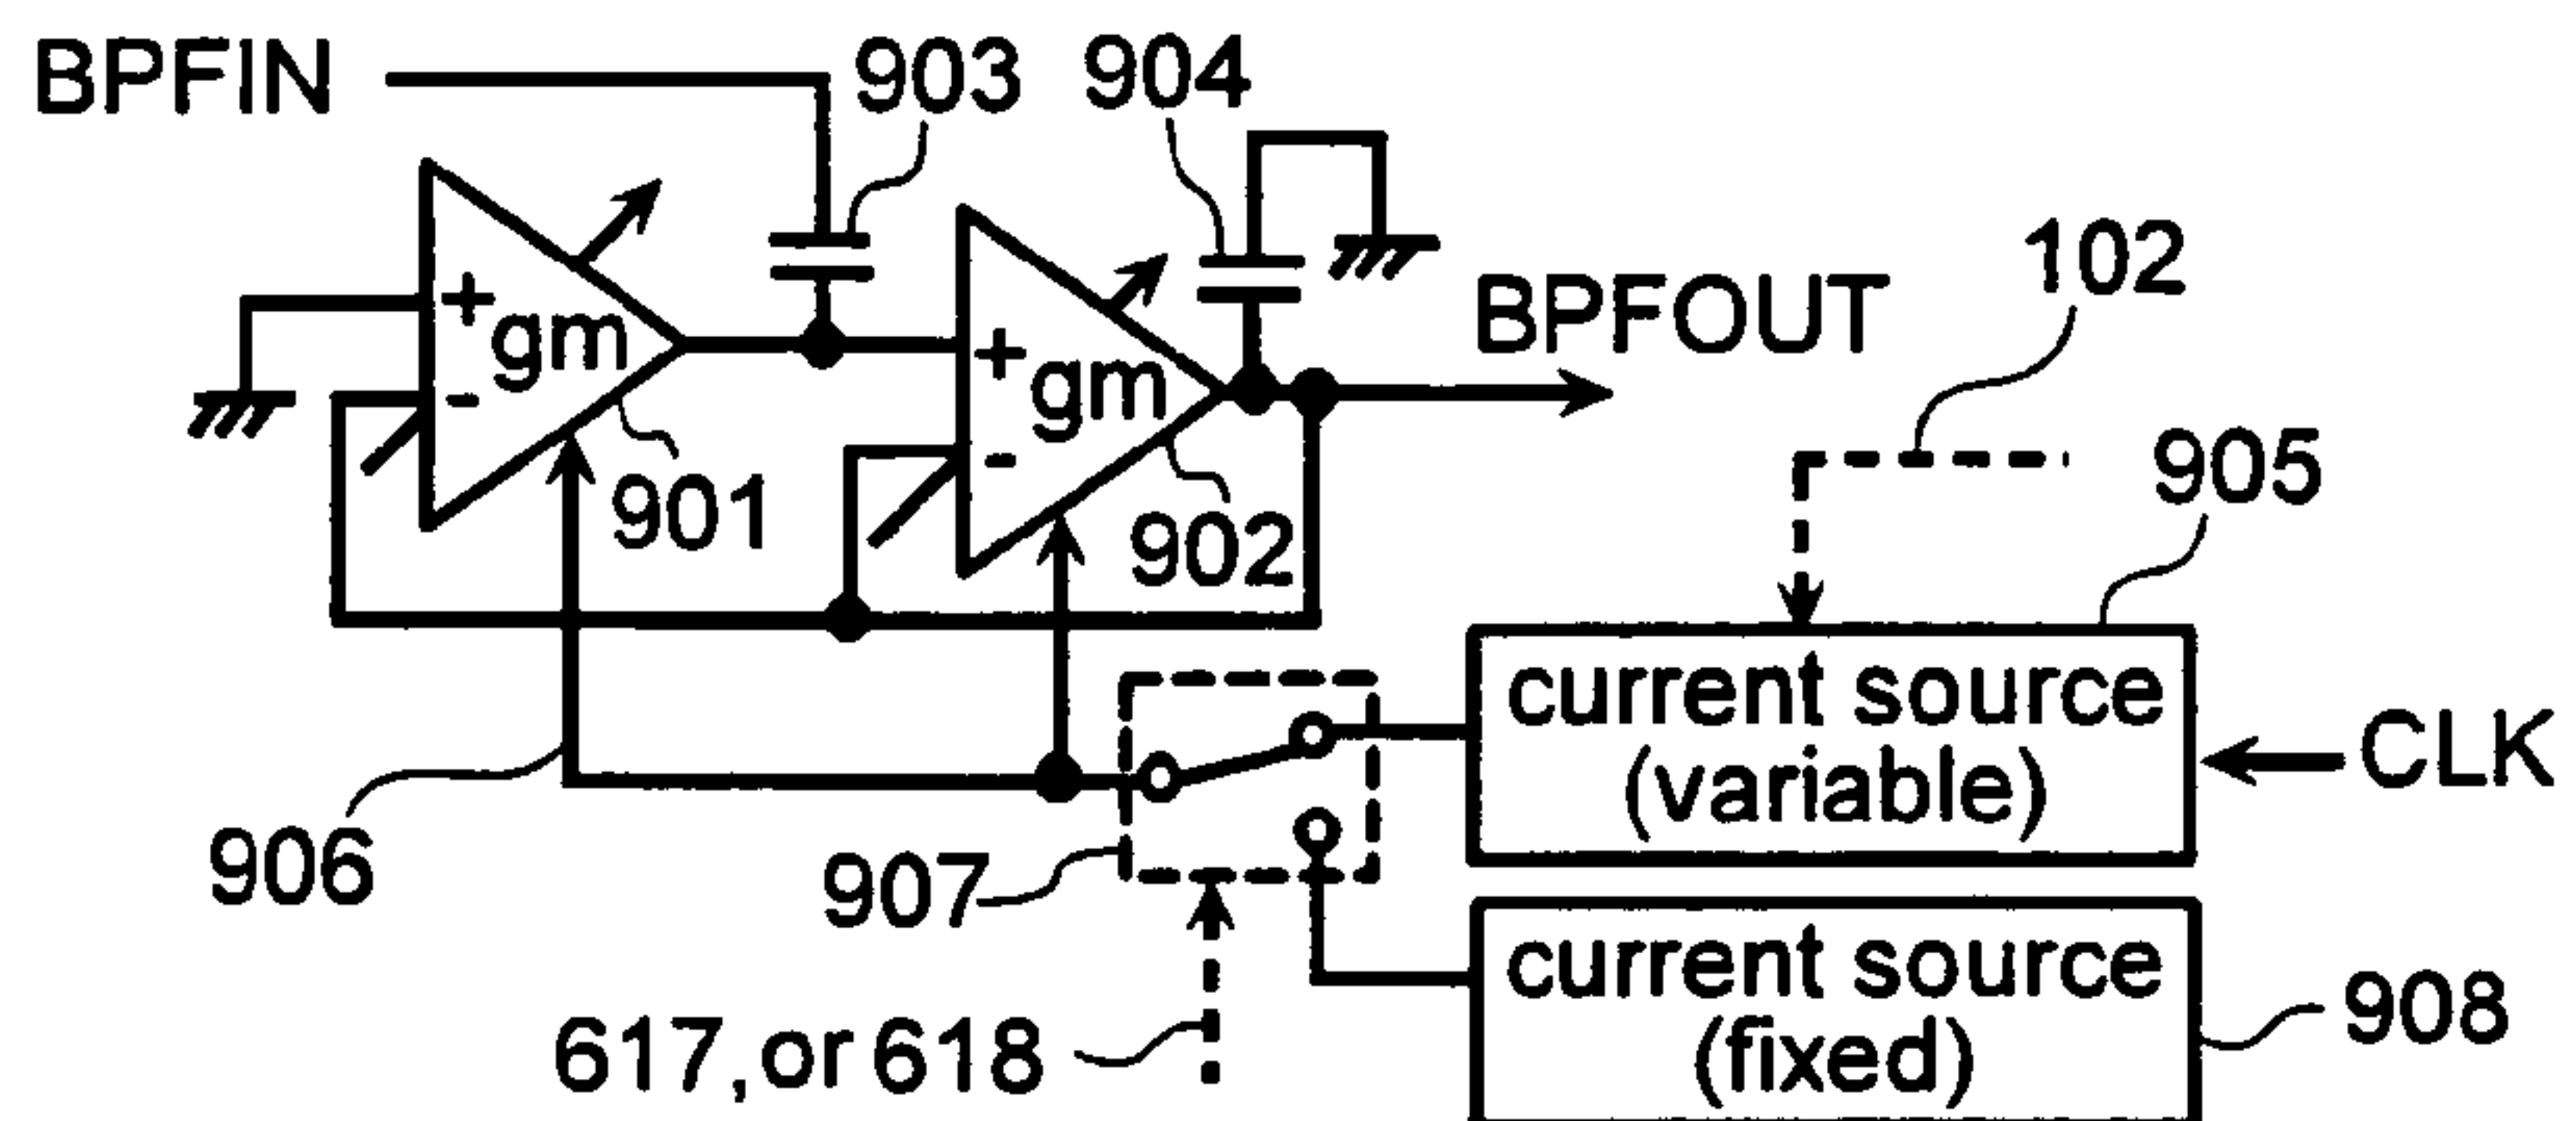 BPFIN
903
904
102
+
gm
-
+
gm
-
BPFOUT
901
902
905
current source
(variable)
CLK
906
907
617, or 618
current source
(fixed)
908